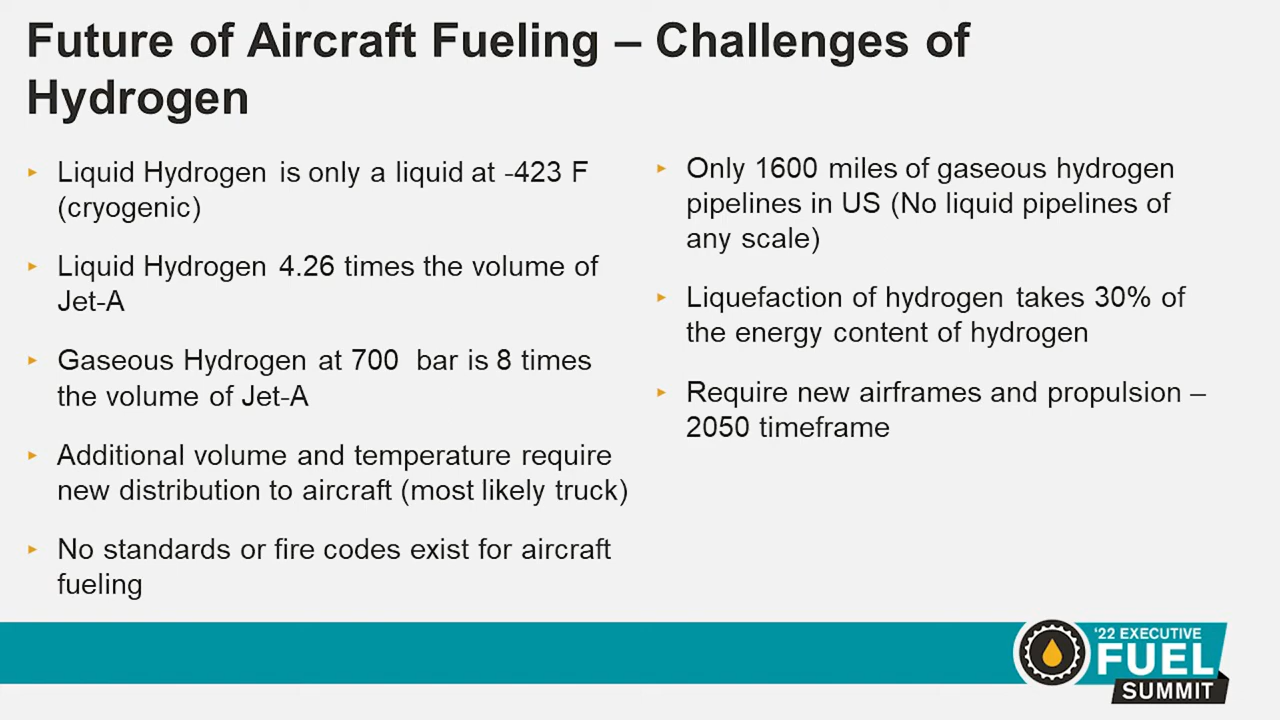 Future of Aircraft Fueling – Challenges of
Hydrogen
▸ Liquid Hydrogen is only a liquid at -423 F
(cryogenic)
▸ Liquid Hydrogen 4.26 times the volume of
Jet-A
▸ Gaseous Hydrogen at 700 bar is 8 times
the volume of Jet-A
▸ Additional volume and temperature require
new distribution to aircraft (most likely truck)
▸ No standards or fire codes exist for aircraft
fueling
▸ Only 1600 miles of gaseous hydrogen
pipelines in US (No liquid pipelines of
any scale)
▸ Liquefaction of hydrogen takes 30% of
the energy content of hydrogen
▸ Require new airframes and propulsion –
2050 timeframe
‘22 EXECUTIVE
FUEL
SUMMIT